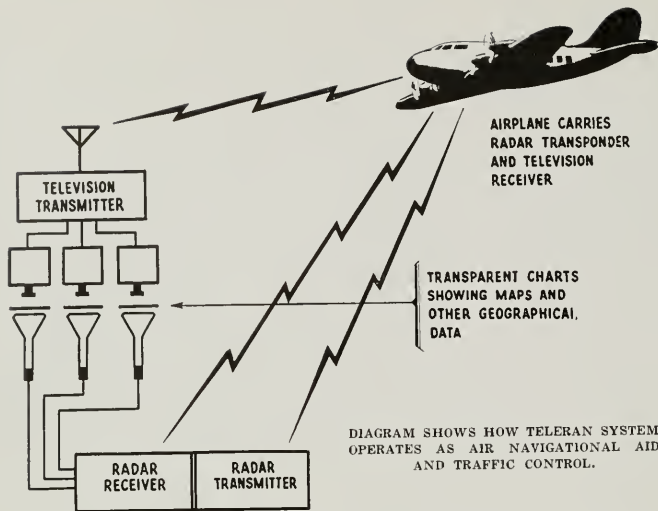 AIRPLANE CARRIES
RADAR TRANSPONDER
AND TELEVISION
RECEIVER
TELEVISION
TRANSMITTER
TRANSPARENT CHARTS
SHOWING MAPS AND
OTHER GEOGRAPHICAL,
DATA
DIAGRAM SHOWS HOW TELERAN SYSTEM
OPERATES AS AIR NAVIGATIONAL AID
AND TRAFFIC CONTROL.
RADAR
RECEIVER
RADAR
TRANSMITTER